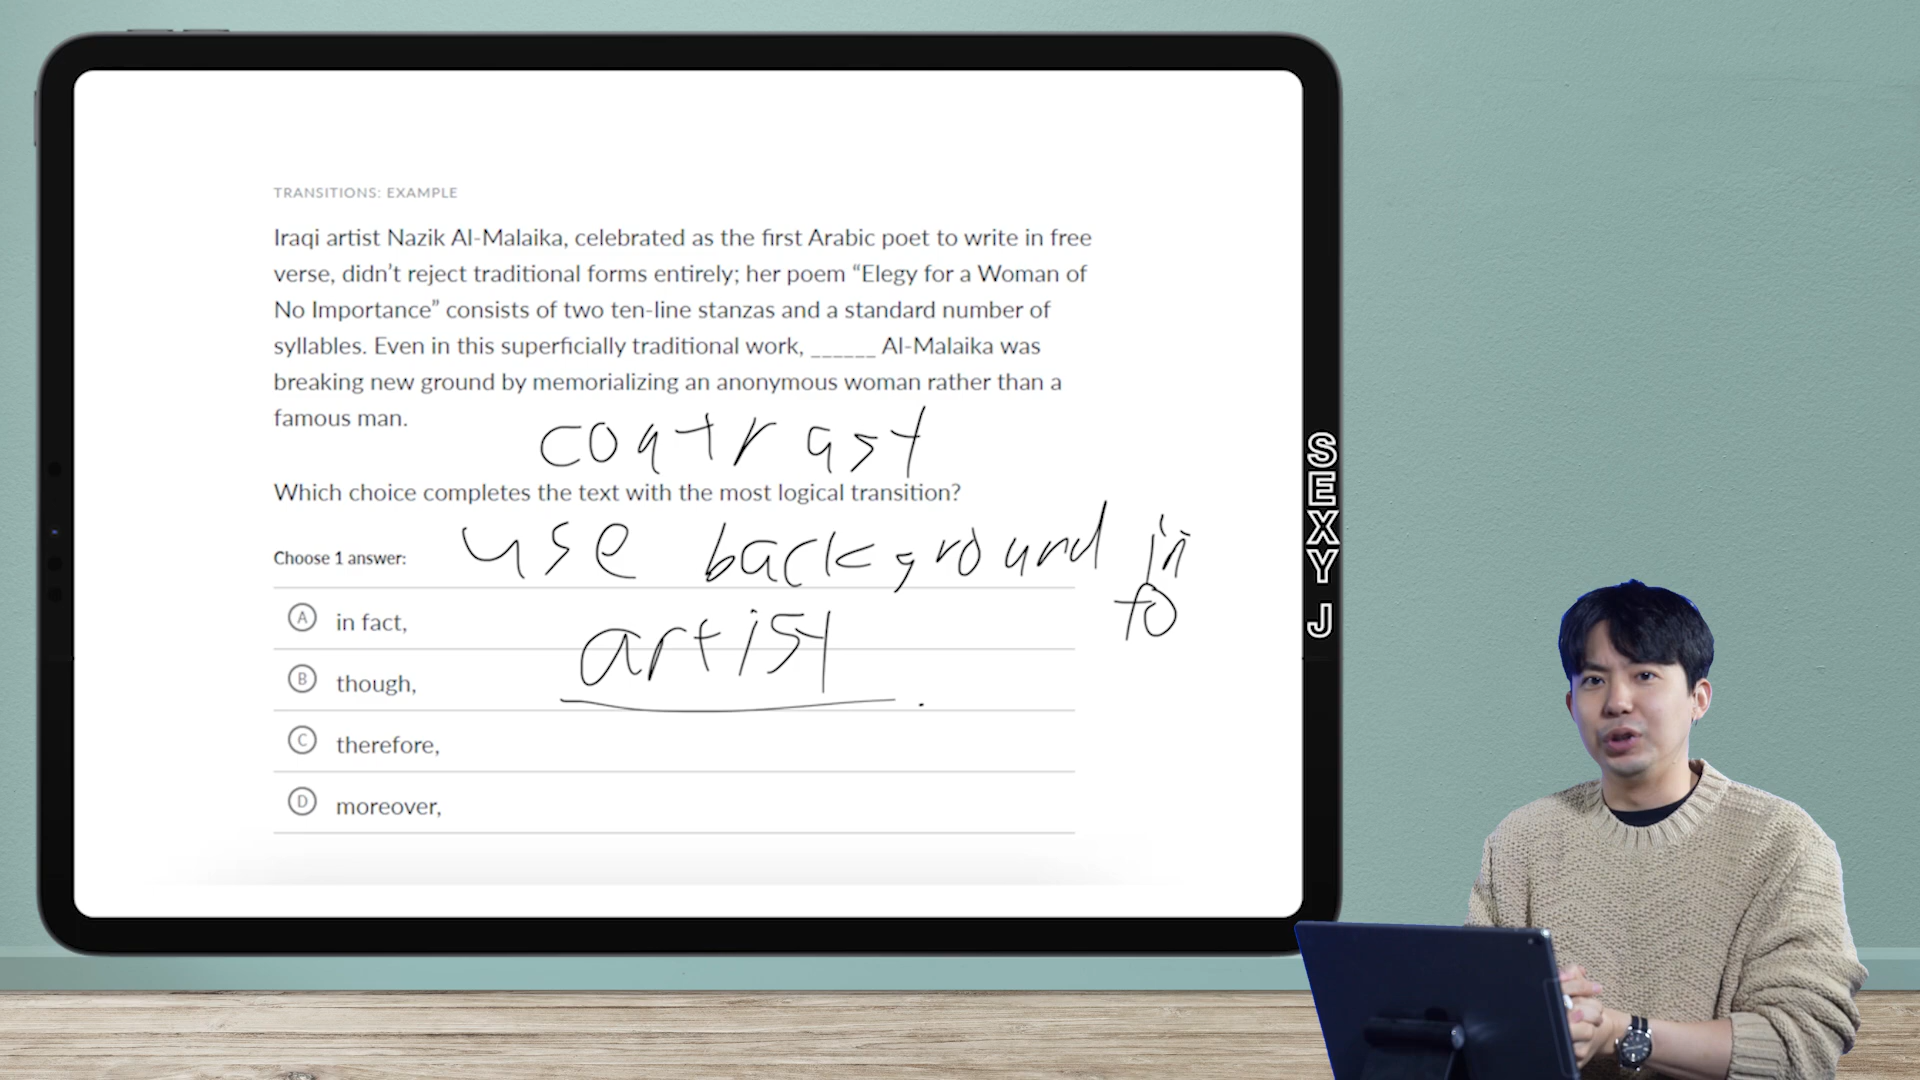 TRANSITIONS: EXAMPLE
Iraqi artist Nazik Al-Malaika, celebrated as the first Arabic poet to write in free
verse, didn't reject traditional forms entirely; her poem “Elegy for a Woman of
No Importance” consists of two ten-line stanzas and a standard number of
syllables. Even in this superficially traditional work, ______ Al-Malaika was
breaking new ground by memorializing an anonymous woman rather than a
famous man.
contrast
Which choice completes the text with the most logical transition?
use background in
to
Choose 1 answer:
artist.
A in fact,
B though,
C therefore,
D moreover,
SEXY J